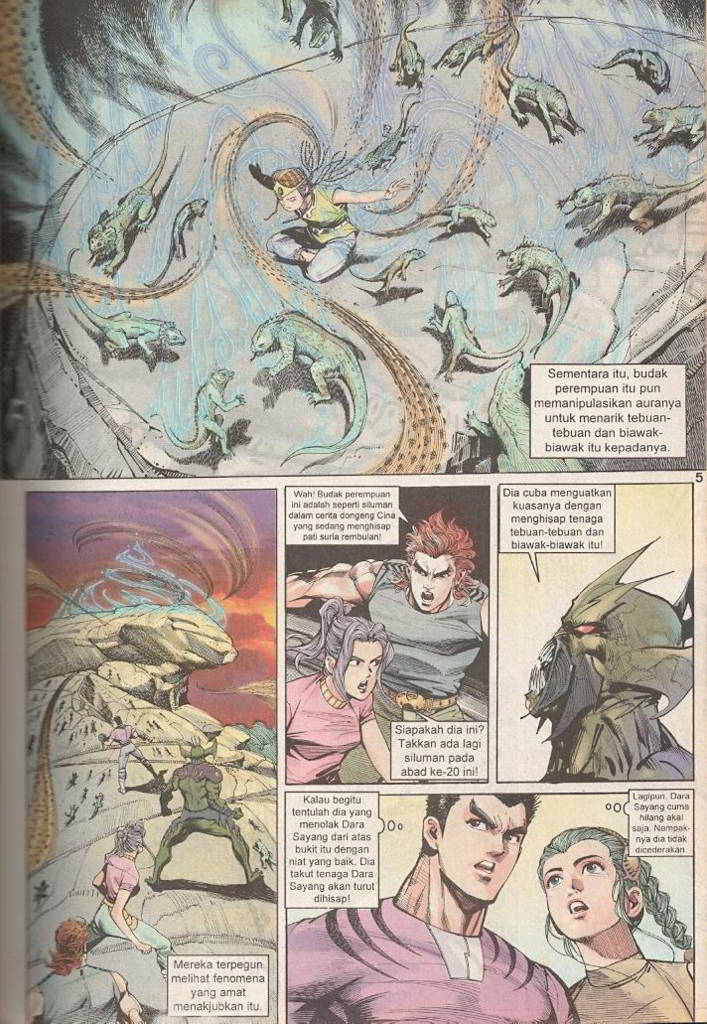 Sementara itu, budak
perempuan itu pun
memanipulasikan auranya
untuk menarik tebuan-
tebuan dan biawak-
biawak itu kepadanya.
5
Wah! Budak perempuan
ini adalah seperti siluman
dalam cerita dongeng Cina
yang sedang menghisap
pati suria rembulan!
Dia cuba menguatkan
kuasanya dengan
menghisap tenaga
tebuan-tebuan dan
biawak-biawak itu!
Siapakah dia ini?
Takkan ada lagi
siluman pada
abad ke-20 ini!
Kalau begitu
tentulah dia yang
menolak Dara
Sayang dari atas
bukit itu dengan
niat yang baik. Dia
takut tenaga Dara
Sayang akan turut
dihisap!
Lagipun, Dara
Sayang cuma
hilang akal
saja. Nampak-
nya dia tidak
dicederakan
Mereka terpegun
melihat fenomena
yang amat
menakjubkan itu.